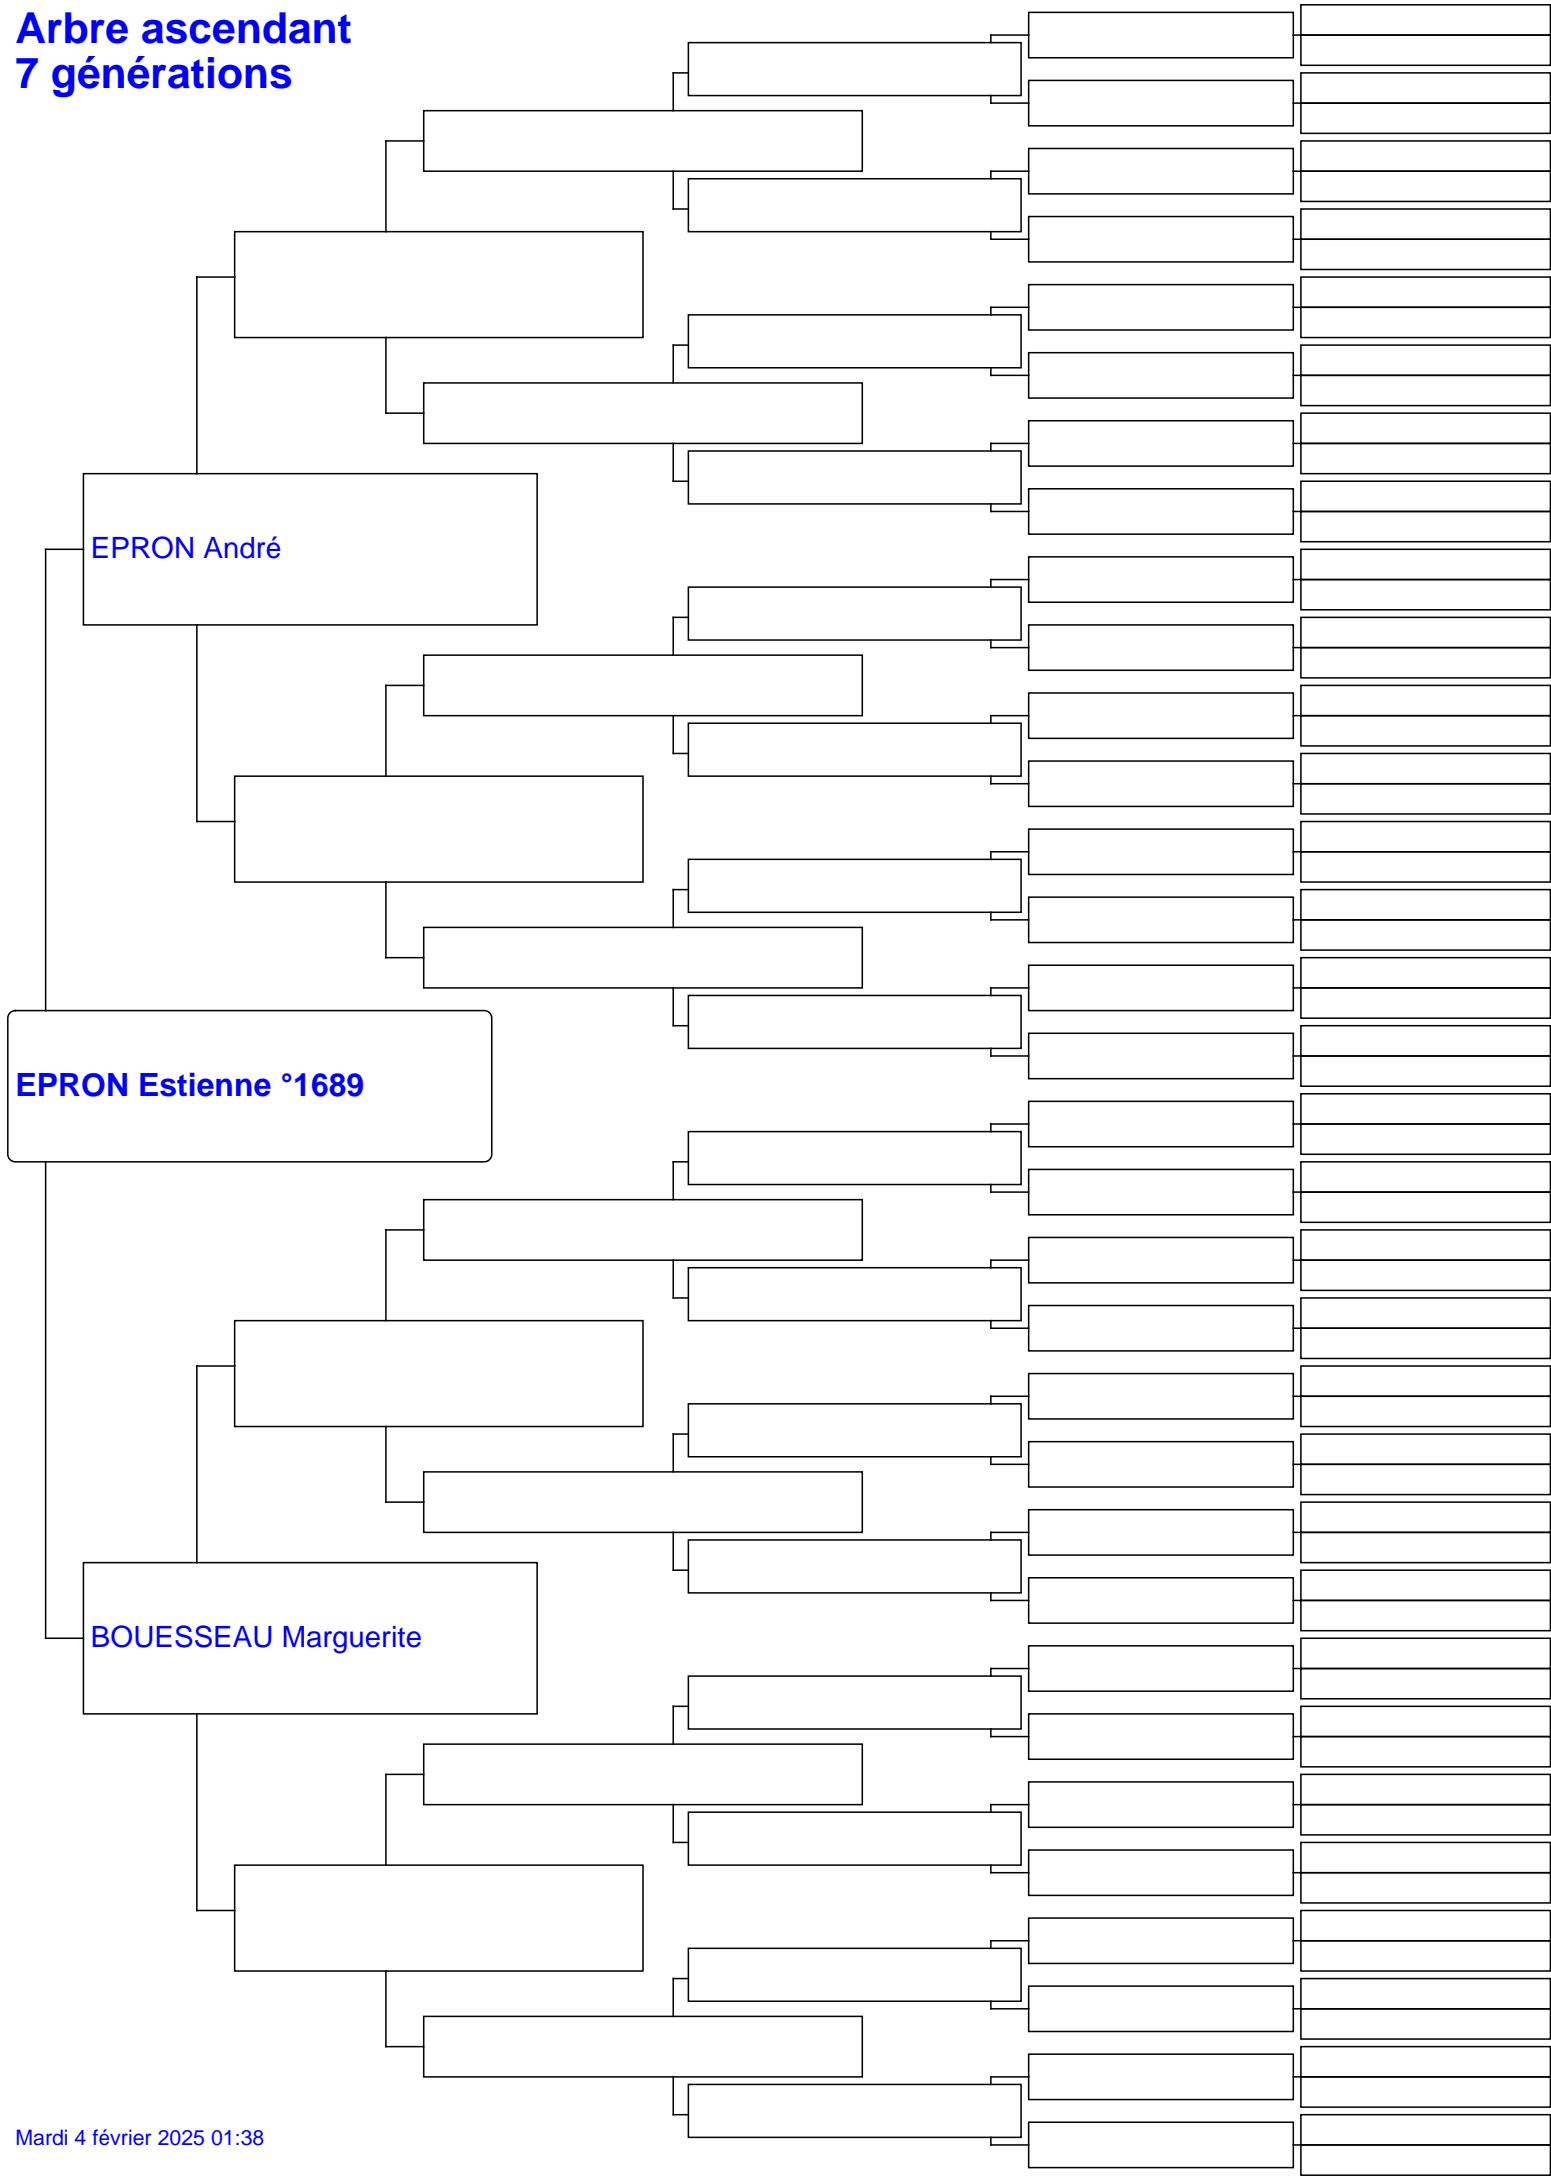 Arbre ascendant
7 générations
EPRON André
EPRON Estienne °1689
BOUESSEAU Marguerite
Mardi 4 février 2025 01:38